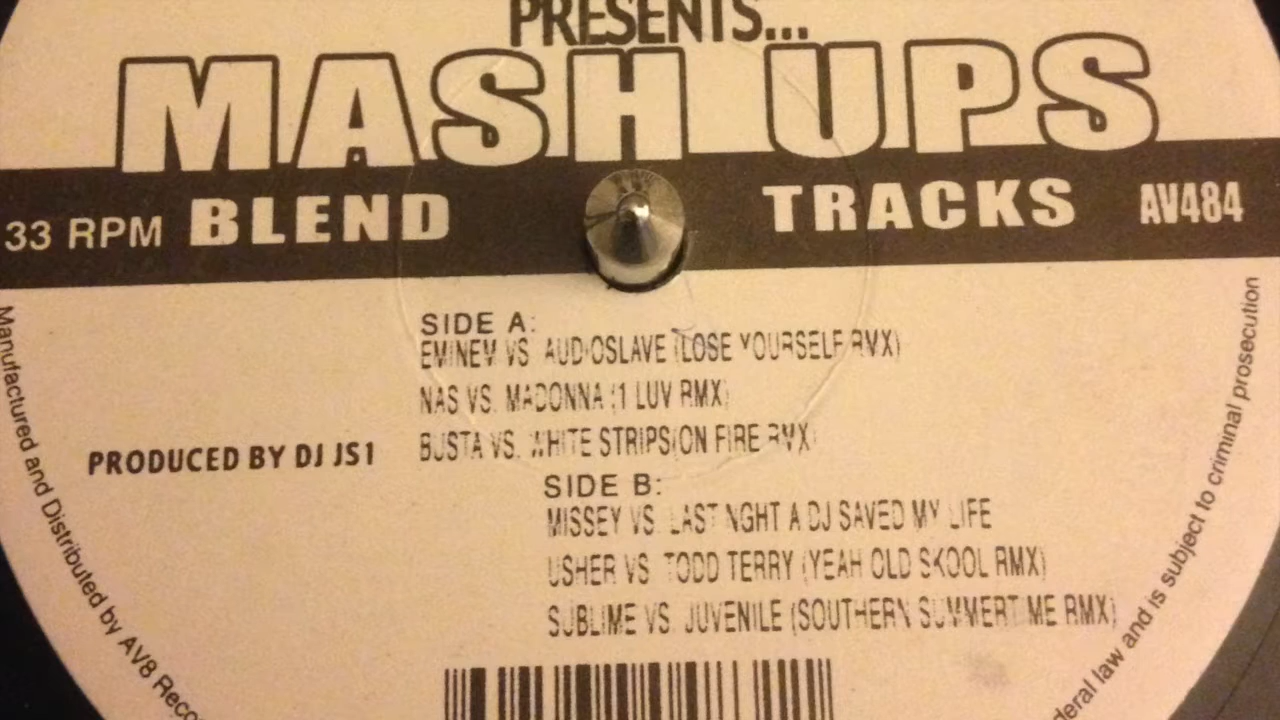 PRESENTS...
MASH UPS
33 RPM BLEND TRACKS AV484
SIDE A:
EMINEM VS. AUDIOSLAVE (LOSE YOURSELF RMX)
NAS VS. MADONNA (1 LUV RMX)
BUSTA VS. WHITE STRIPS(ON FIRE RMX)
PRODUCED BY DJ JS1
SIDE B:
MISSEY VS. LAST NGHT A DJ SAVED MY LIFE
USHER VS. TODD TERRY (YEAH OLD SKOOL RMX)
SUBLIME VS. JUVENILE (SOUTHERN SUMMERTIME RMX)
Manufactured and Distributed by AV8 Reco
deral law and is subject to criminal prosecution